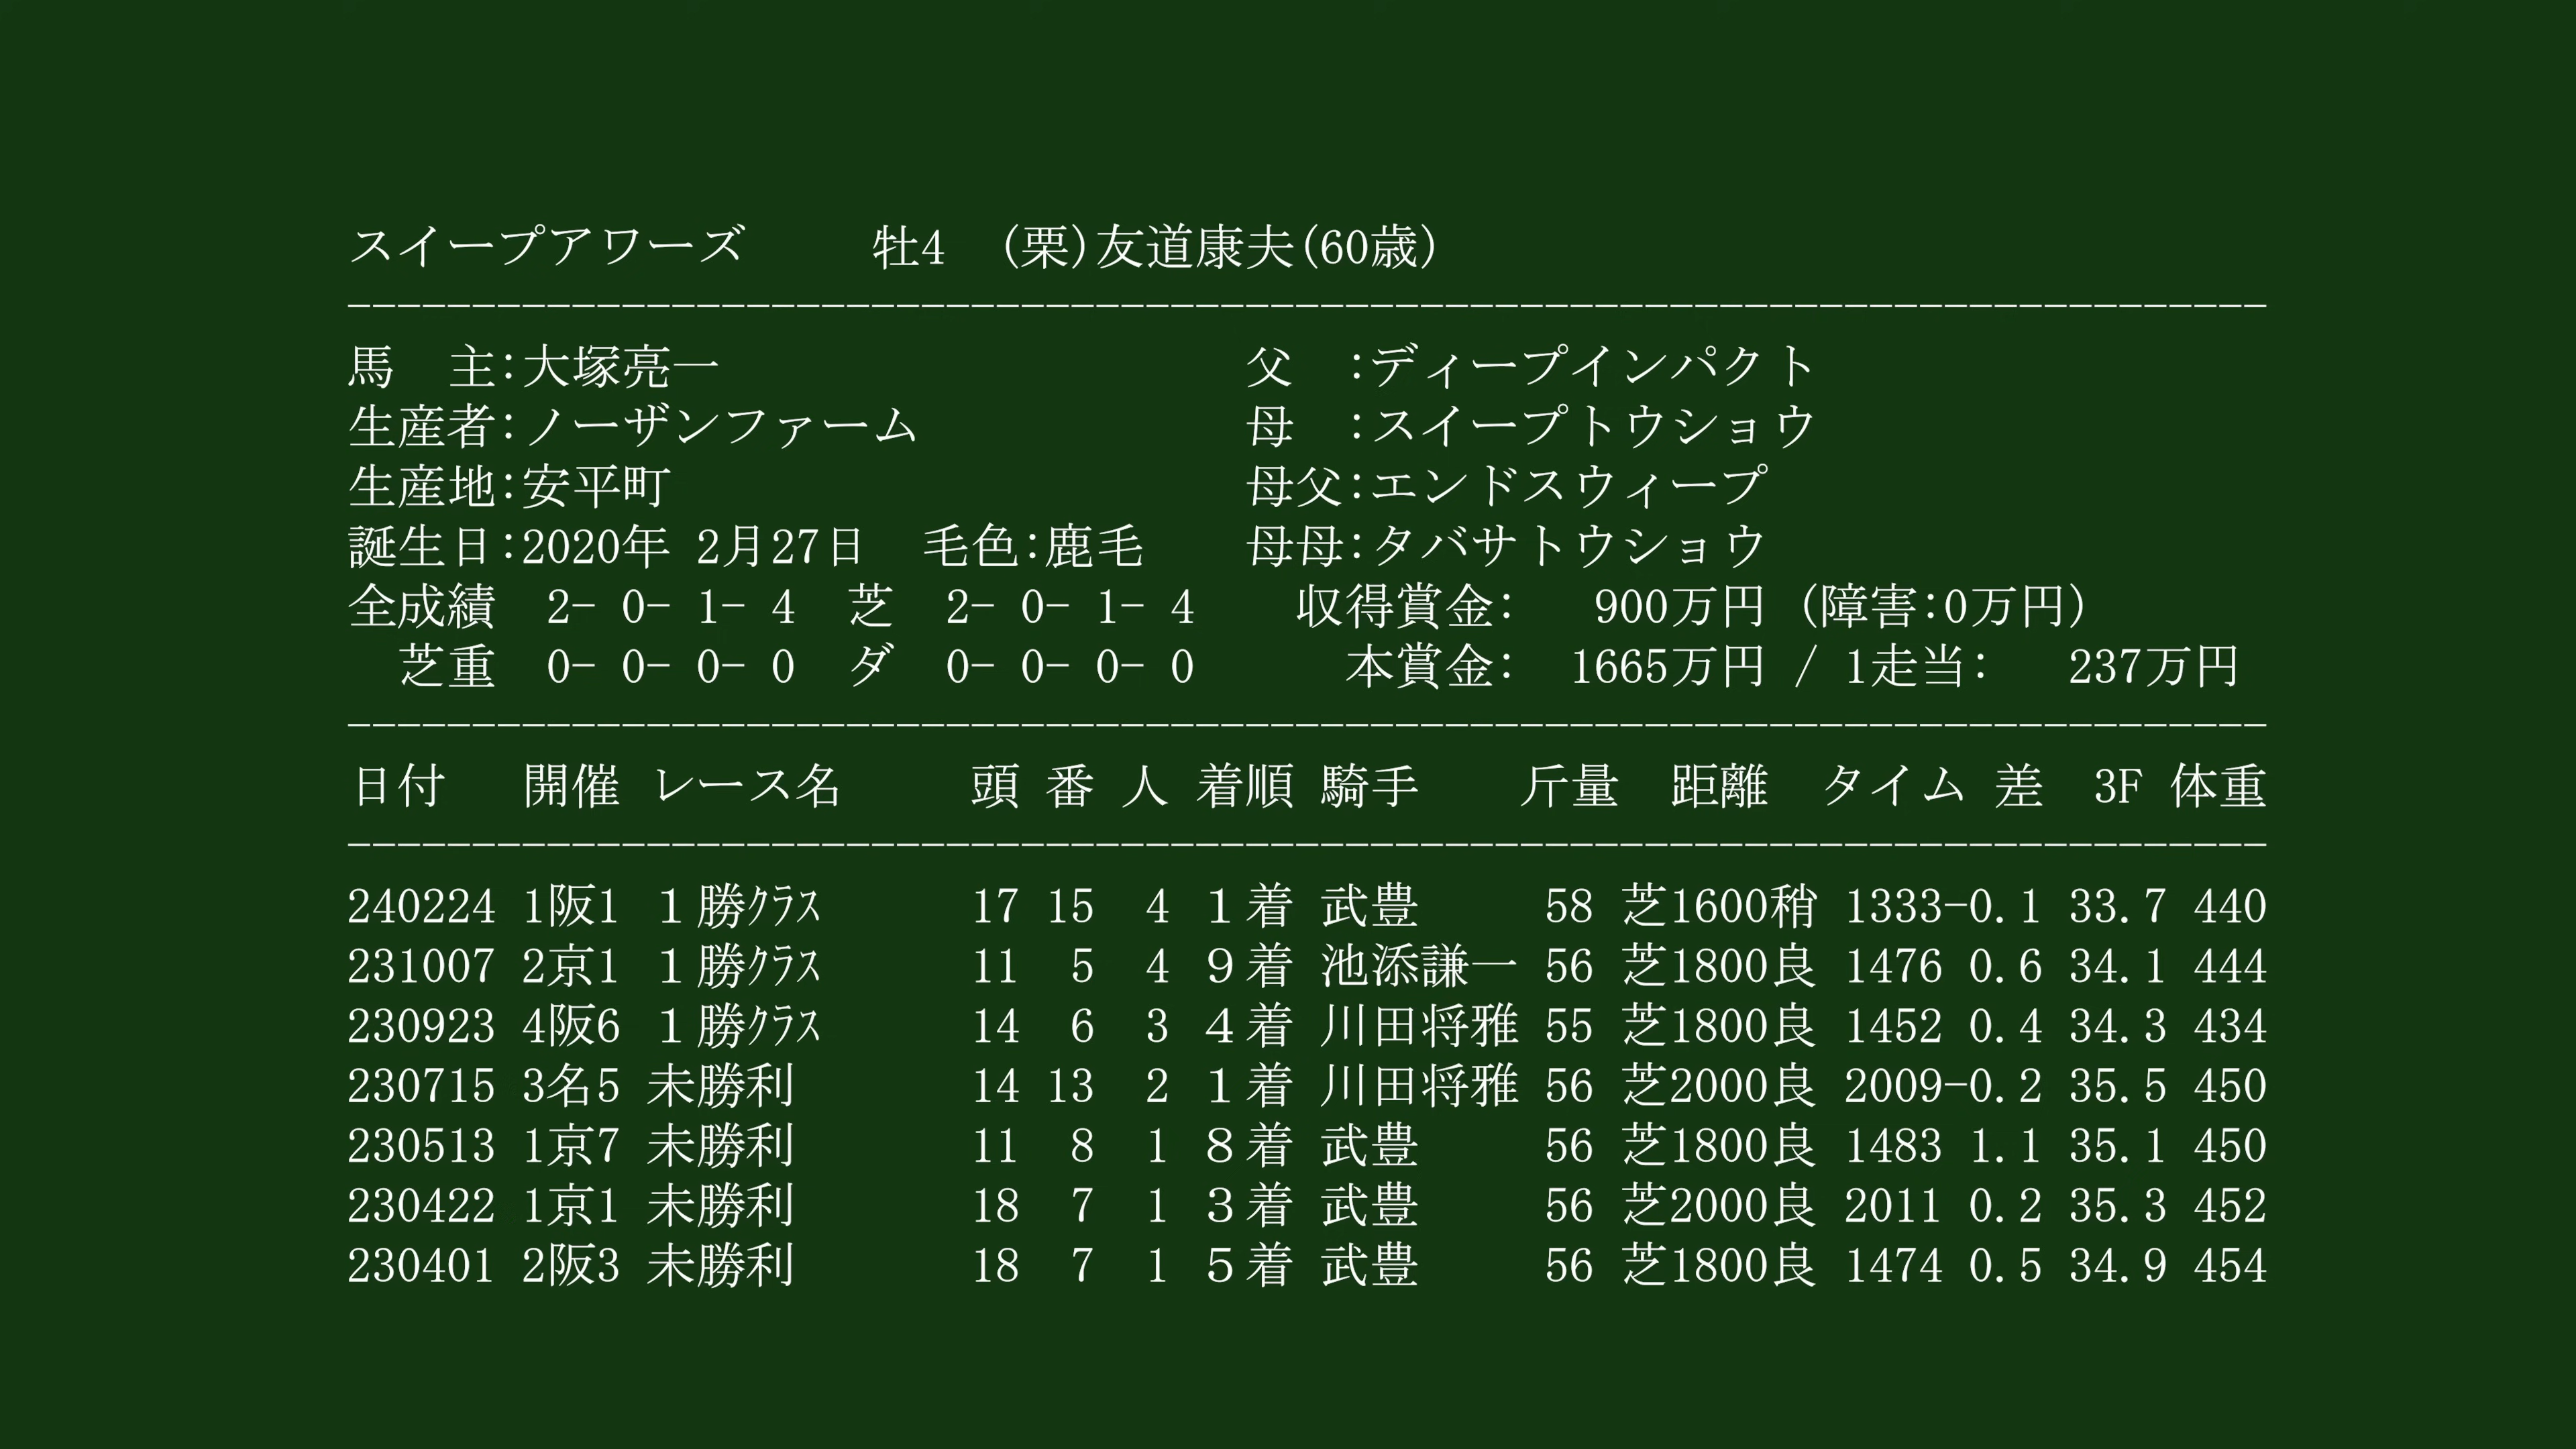 スイープアワーズ　　牡4　(栗)友道康夫(60歳)
-----------------------------------------------------------------------------
馬　主:大塚亮一　　　　　　　　　　父　:ディープインパクト
生産者:ノーザンファーム　　　　　　母　:スイープトウショウ
生産地:安平町　　　　　　　　　　　母父:エンドスウィープ
誕生日:2020年 2月27日　毛色:鹿毛　　母母:タバサトウショウ
全成績　2- 0- 1- 4　芝　2- 0- 1- 4　　収得賞金:　 900万円 (障害:0万円)
　芝重　0- 0- 0- 0　ダ　0- 0- 0- 0　　　本賞金:　1665万円 / 1走当:　 237万円
-----------------------------------------------------------------------------
日付　 開催 レース名　　 頭 番 人 着順 騎手　　斤量　距離　タイム 差　3F 体重
-----------------------------------------------------------------------------
240224 1阪1 １勝ｸﾗｽ 17 15 4 １着 武豊 58 芝1600稍 1333-0.1 33.7 440
231007 2京1 １勝ｸﾗｽ 11 5 4 ９着 池添謙一 56 芝1800良 1476 0.6 34.1 444
230923 4阪6 １勝ｸﾗｽ 14 6 3 ４着 川田将雅 55 芝1800良 1452 0.4 34.3 434
230715 3名5 未勝利 14 13 2 １着 川田将雅 56 芝2000良 2009-0.2 35.5 450
230513 1京7 未勝利 11 8 1 ８着 武豊 56 芝1800良 1483 1.1 35.1 450
230422 1京1 未勝利 18 7 1 ３着 武豊 56 芝2000良 2011 0.2 35.3 452
230401 2阪3 未勝利 18 7 1 ５着 武豊 56 芝1800良 1474 0.5 34.9 454